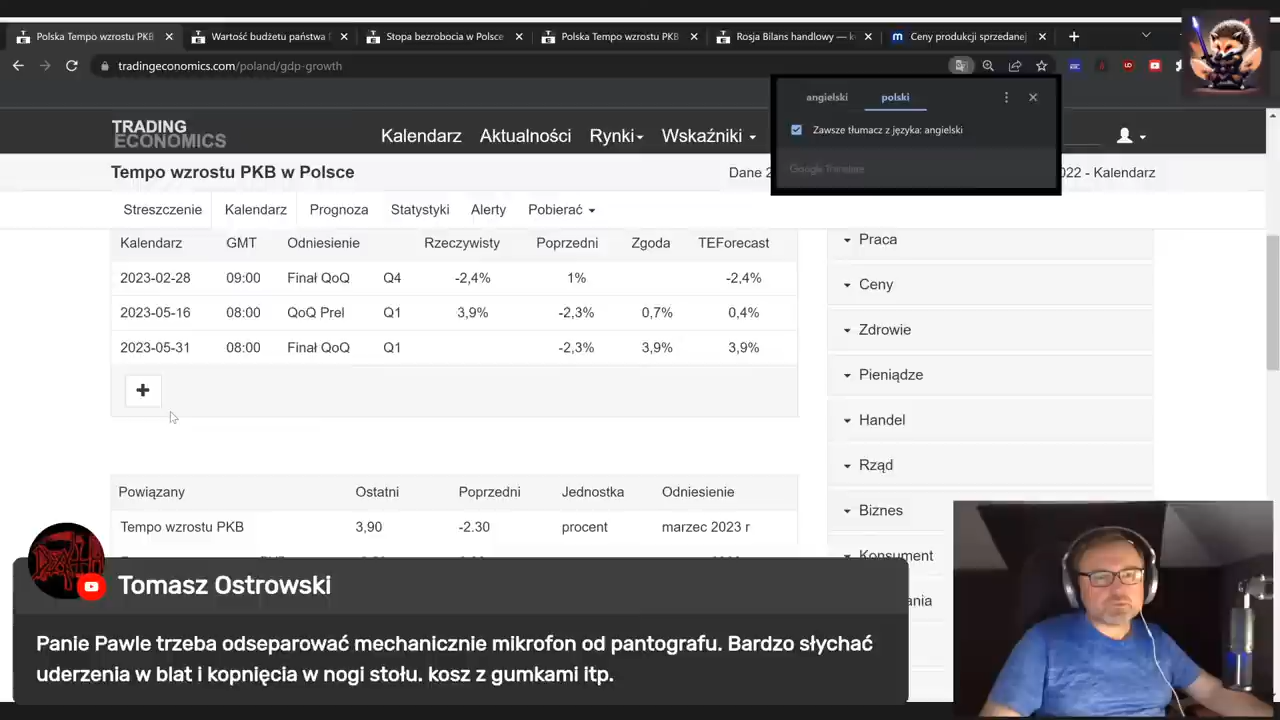 Polska Tempo wzrostu PKB
Wartość budżetu państwa
Stopa bezrobocia w Polsce
Polska Tempo wzrostu PKB
Rosja Bilans handlowy —
Ceny produkcji sprzedanej
tradingeconomics.com/poland/gdp-growth
angielski
polski
Zawsze tłumacz z języka: angielski
Google Translate
TRADING
ECONOMICS
Kalendarz
Aktualności
Rynki
Wskaźniki
Tempo wzrostu PKB w Polsce
Dane 2
022 - Kalendarz
Streszczenie
Kalendarz
Prognoza
Statystyki
Alerty
Pobierać
Kalendarz GMT Odniesienie Rzeczywisty Poprzedni Zgoda TEForecast
2023-02-28 09:00 Finał QoQ Q4 -2,4% 1% -2,4%
2023-05-16 08:00 QoQ Prel Q1 3,9% -2,3% 0,7% 0,4%
2023-05-31 08:00 Finał QoQ Q1 -2,3% 3,9% 3,9%
+
Powiązany Ostatni Poprzedni Jednostka Odniesienie
Tempo wzrostu PKB 3,90 -2.30 procent marzec 2023 r
Praca
Ceny
Zdrowie
Pieniądze
Handel
Rząd
Biznes
Konsument
ania
Tomasz Ostrowski
Panie Pawle trzeba odseparować mechanicznie mikrofon od pantografu. Bardzo słychać
uderzenia w blat i kopnięcia w nogi stołu. kosz z gumkami itp.